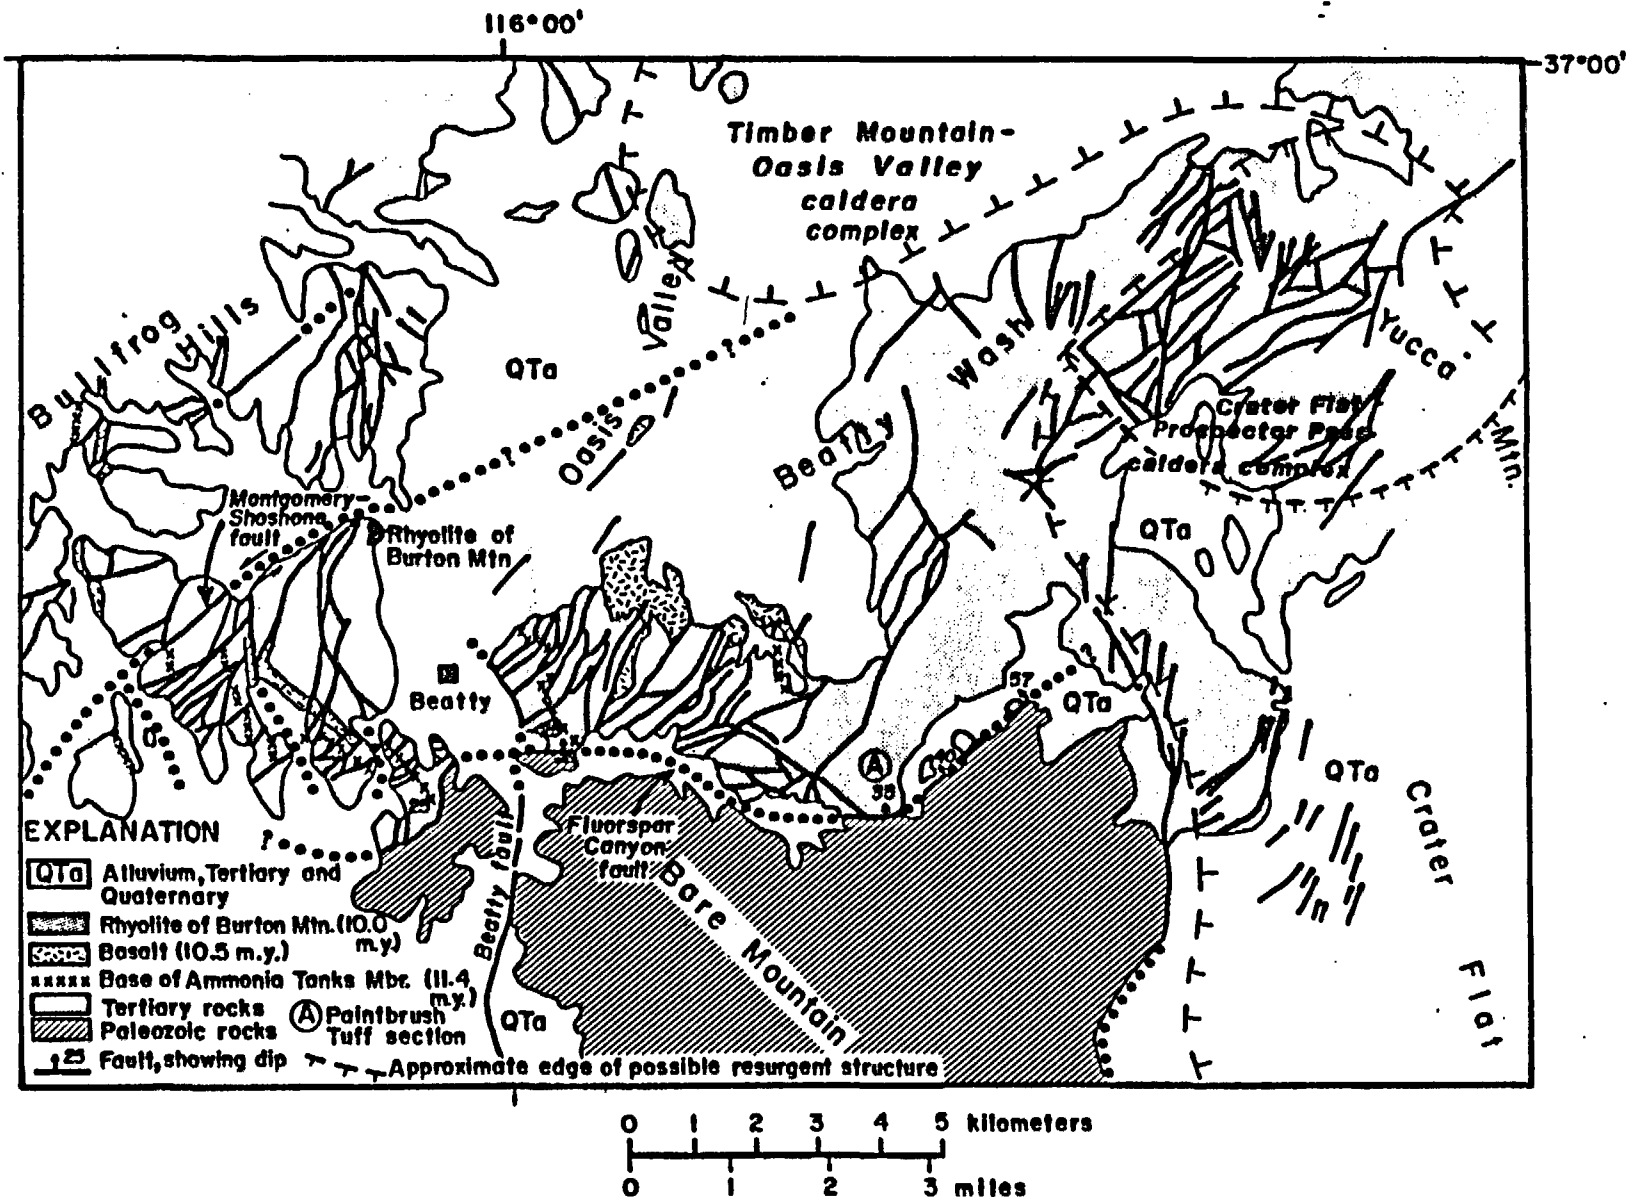 116°00'
37°00'
Timber Mountain-
Oasis Valley
caldera
complex
Bullfrog
Hills
QTa
Oasis
Valley
Beatty
Wash
Yucca
Mtn.
Crater Flat
Prospector Pass
caldera complex
Montgomery-
Shoshone
fault
Rhyolite of
Burton Mtn
QTa
Beatty
57
QTa
A
35
QTa
Crater
Flat
Fluorspar
Canyon
fault
Beatty fault
Bare Mountain
25
QTa
?
?
?
?
EXPLANATION
QTa Alluvium, Tertiary and
Quaternary
Rhyolite of Burton Mtn. (10.0
m.y.)
Basalt (10.5 m.y.)
xxxxx Base of Ammonia Tanks Mbr. (11.4
m.y.)
Tertiary rocks
Paleozoic rocks
A Paintbrush
Tuff section
25 Fault, showing dip
Approximate edge of possible resurgent structure
0 1 2 3 4 5 kilometers
0 1 2 3 miles